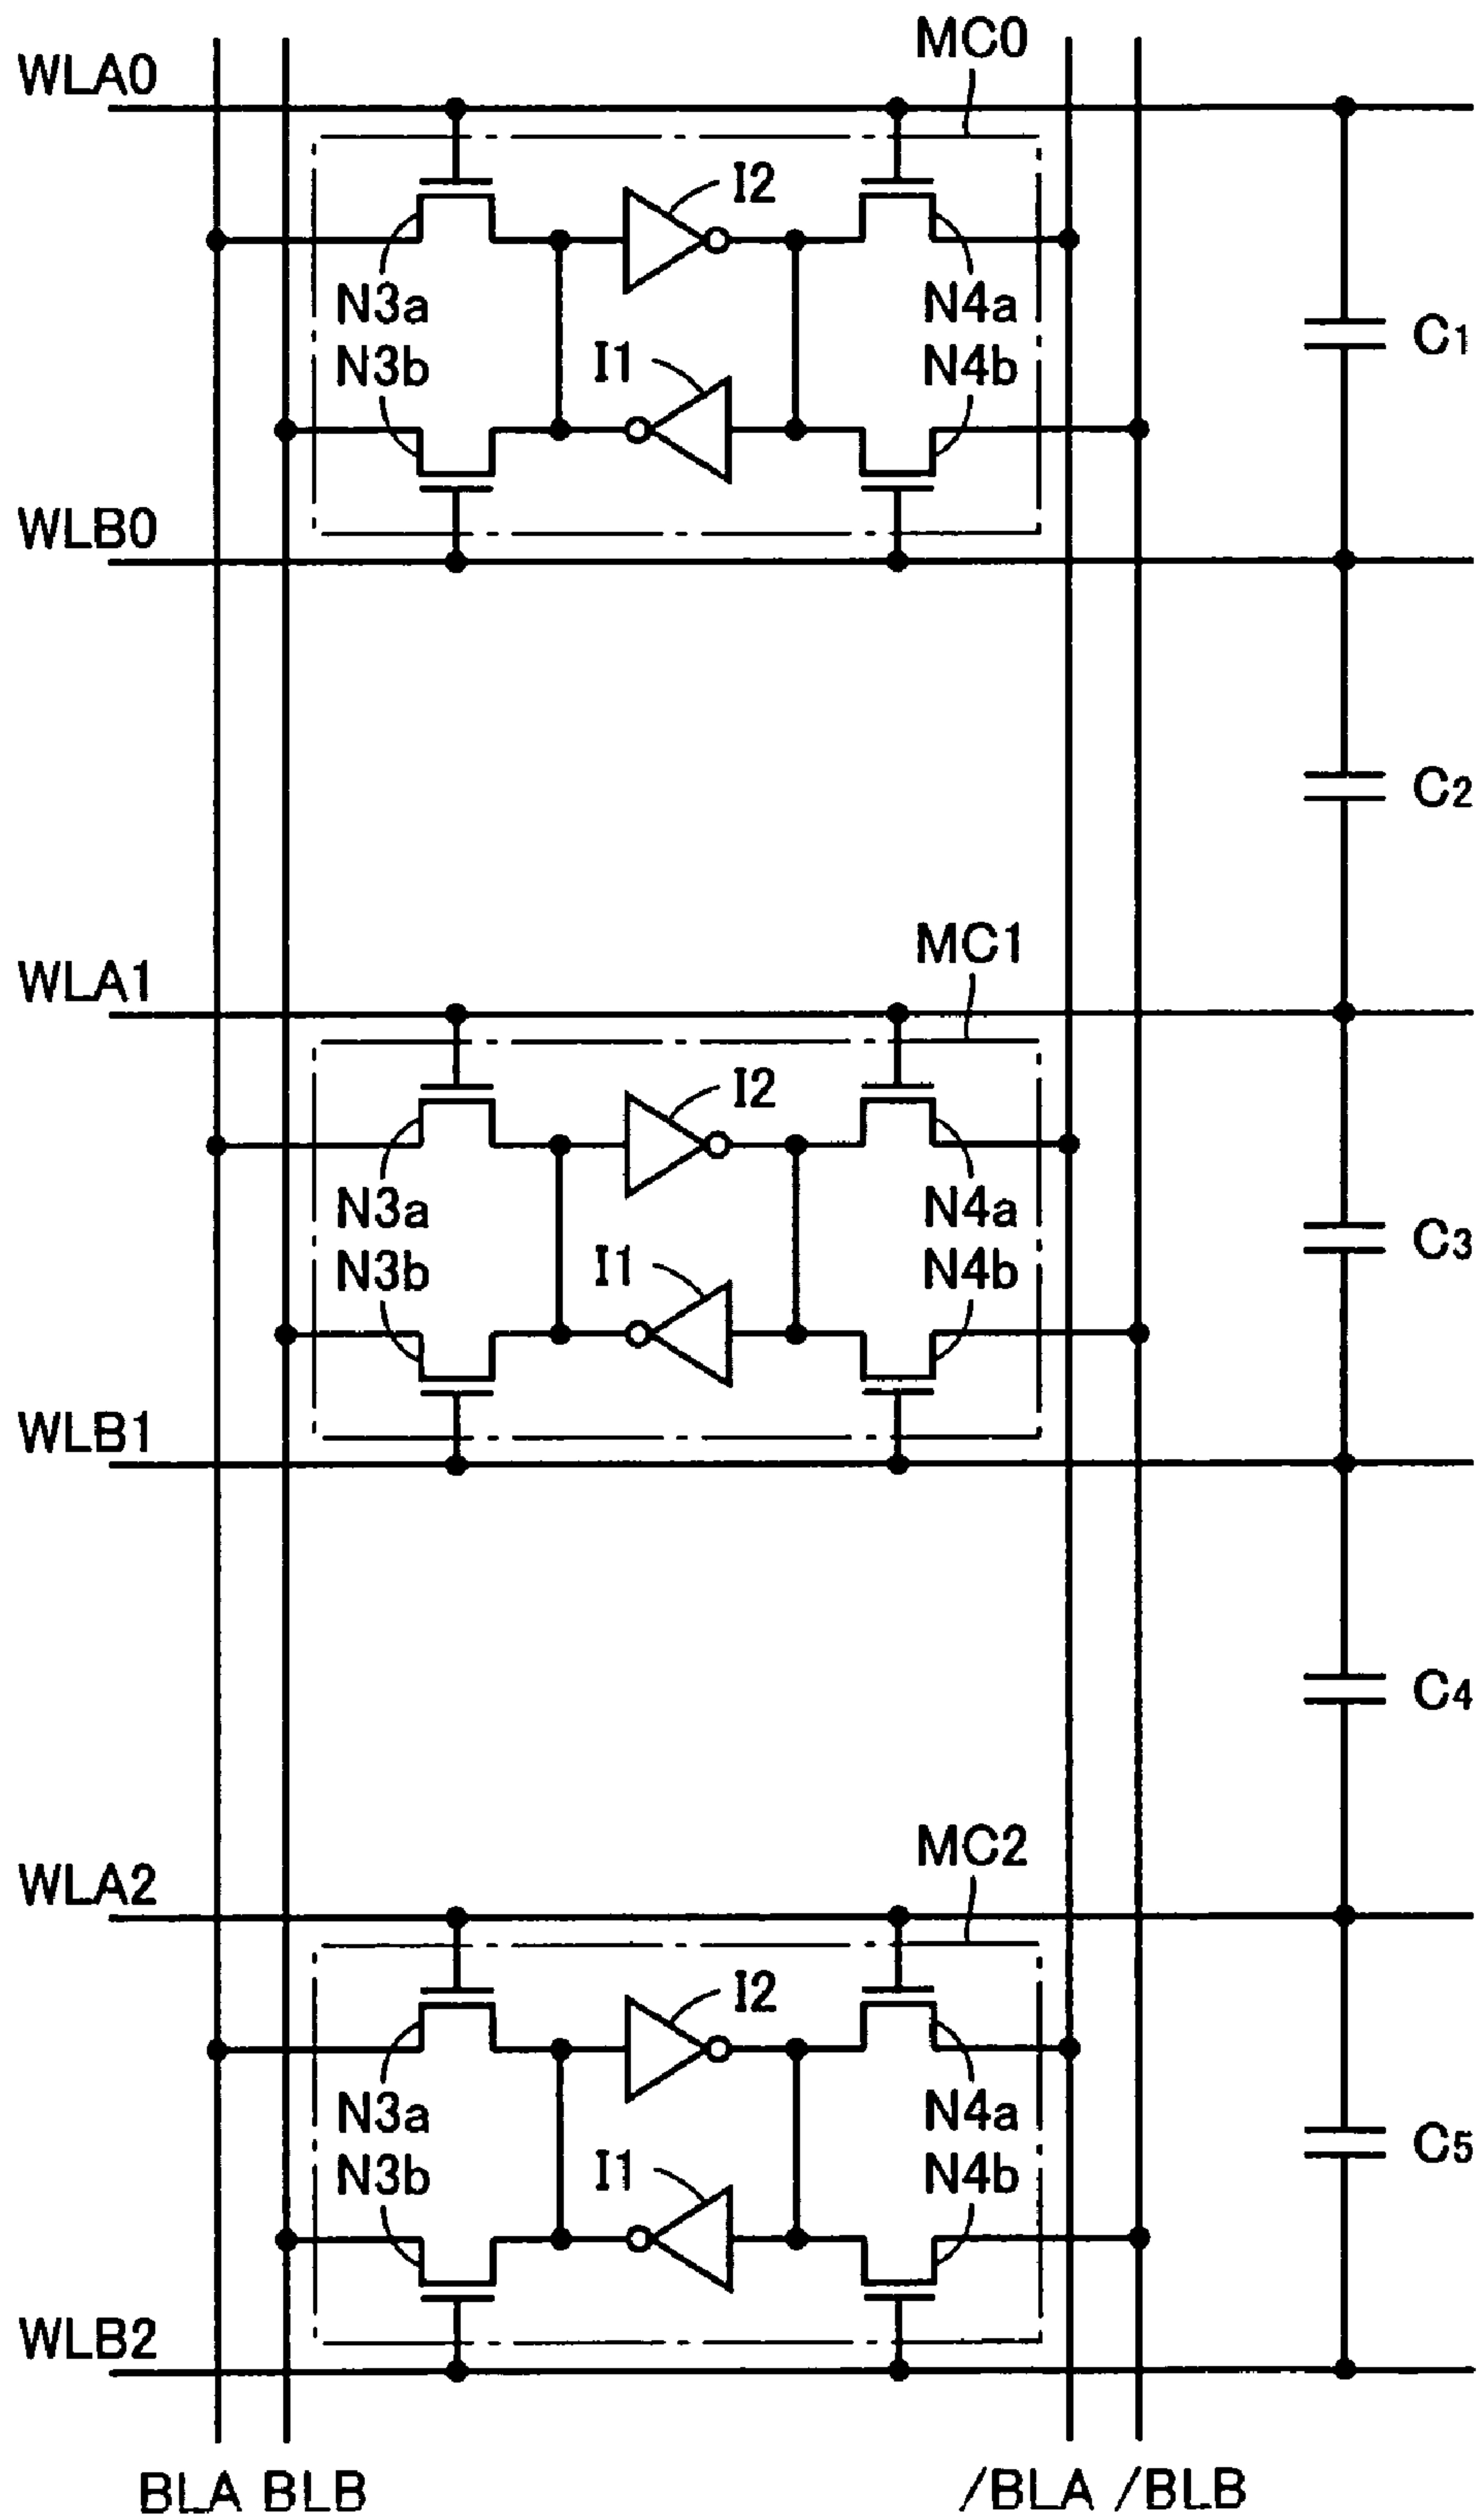 MC0
WLA0
I2
N3a
N4a
C1
N3b
I1
N4b
WLB0
C2
MC1
WLA1
I2
N3a
N4a
C3
N3b
I1
N4b
WLB1
C4
MC2
WLA2
I2
N3a
N4a
C5
N3b
I1
N4b
WLB2
BLA BLB /BLA /BLB